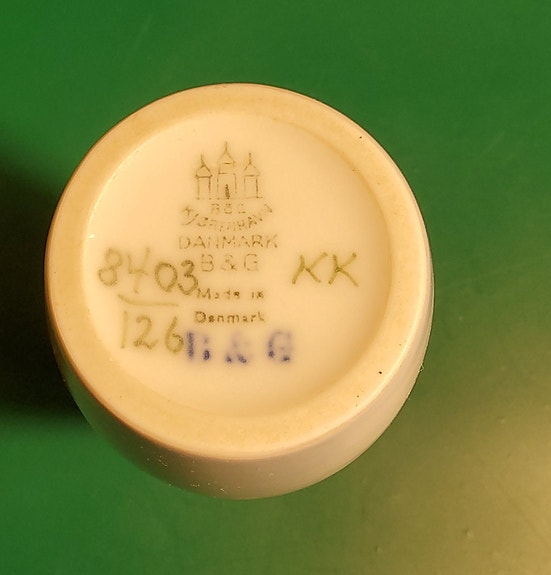 B&G
KJØBENHAVN
DANMARK
B & G
8403
126
KK
Made in
Denmark
B & G